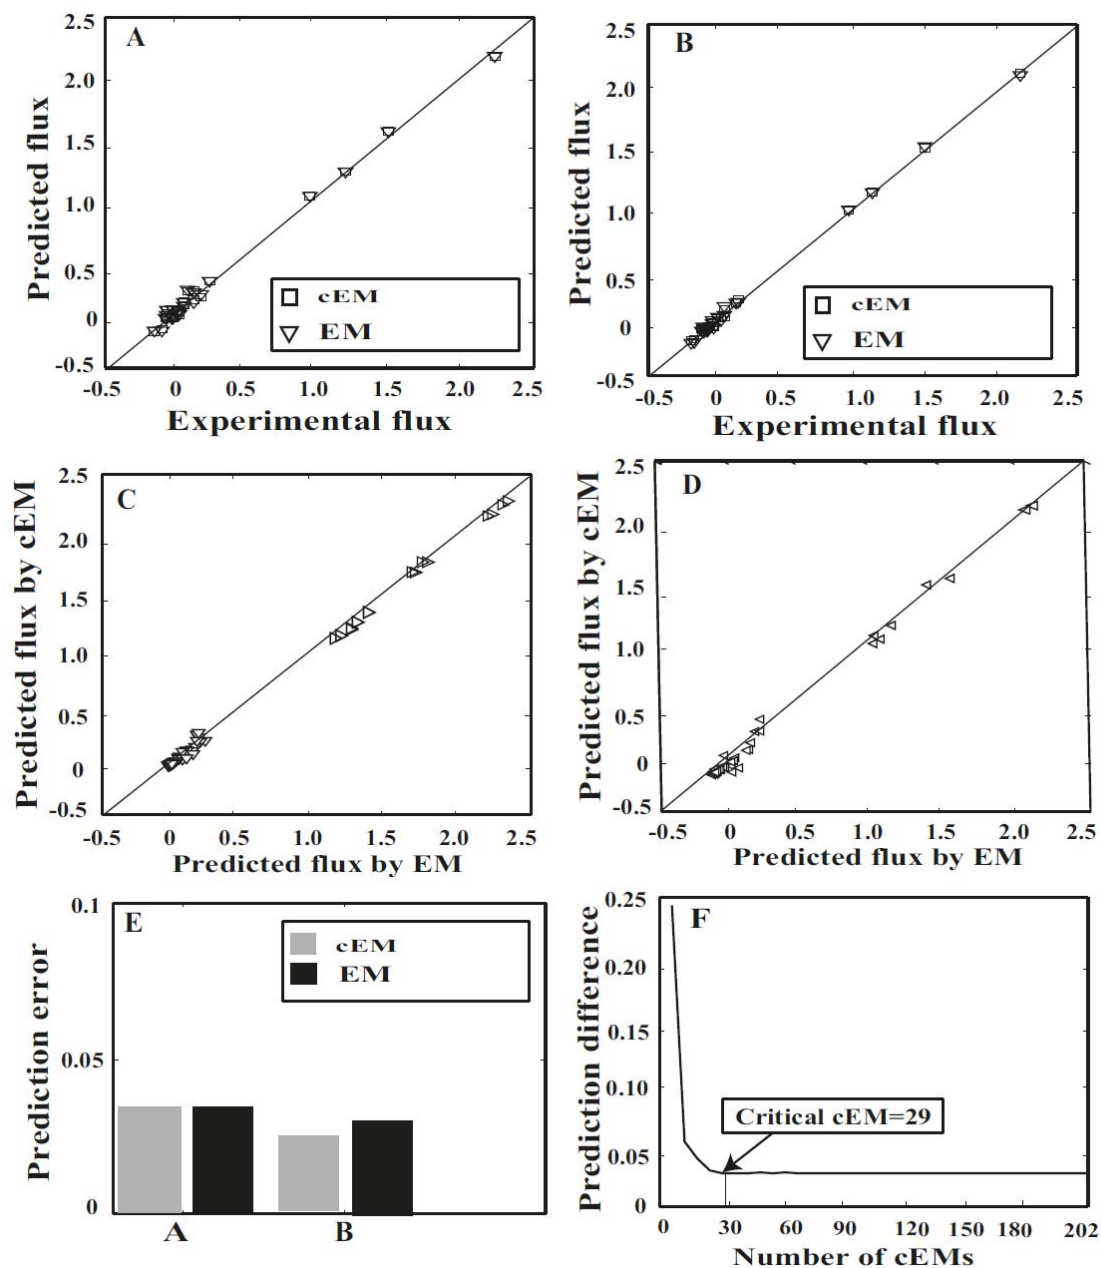 A
Predicted flux
2.5
2.0
1.5
1.0
0.5
0
-0.5
cEM
EM
-0.5 0 0.5 1.0 1.5 2.0 2.5
Experimental flux
B
Predicted flux
2.5
2.0
1.5
1.0
0.5
0
-0.5
cEM
EM
-0.5 0 0.5 1.0 1.5 2.0 2.5
Experimental flux
C
Predicted flux by cEM
2.5
2.0
1.5
1.0
0.5
0
-0.5
-0.5 0 0.5 1.0 1.5 2.0 2.5
Predicted flux by EM
D
Predicted flux by cEM
2.5
2.0
1.5
1.0
0.5
0
-0.5
-0.5 0 0.5 1.0 1.5 2.0 2.5
Predicted flux by EM
E
Prediction error
0.1
0.05
0
cEM
EM
A B
F
Prediction difference
0.25
0.20
0.15
0.10
0.05
0
Critical cEM=29
0 30 60 90 120 150 180 202
Number of cEMs